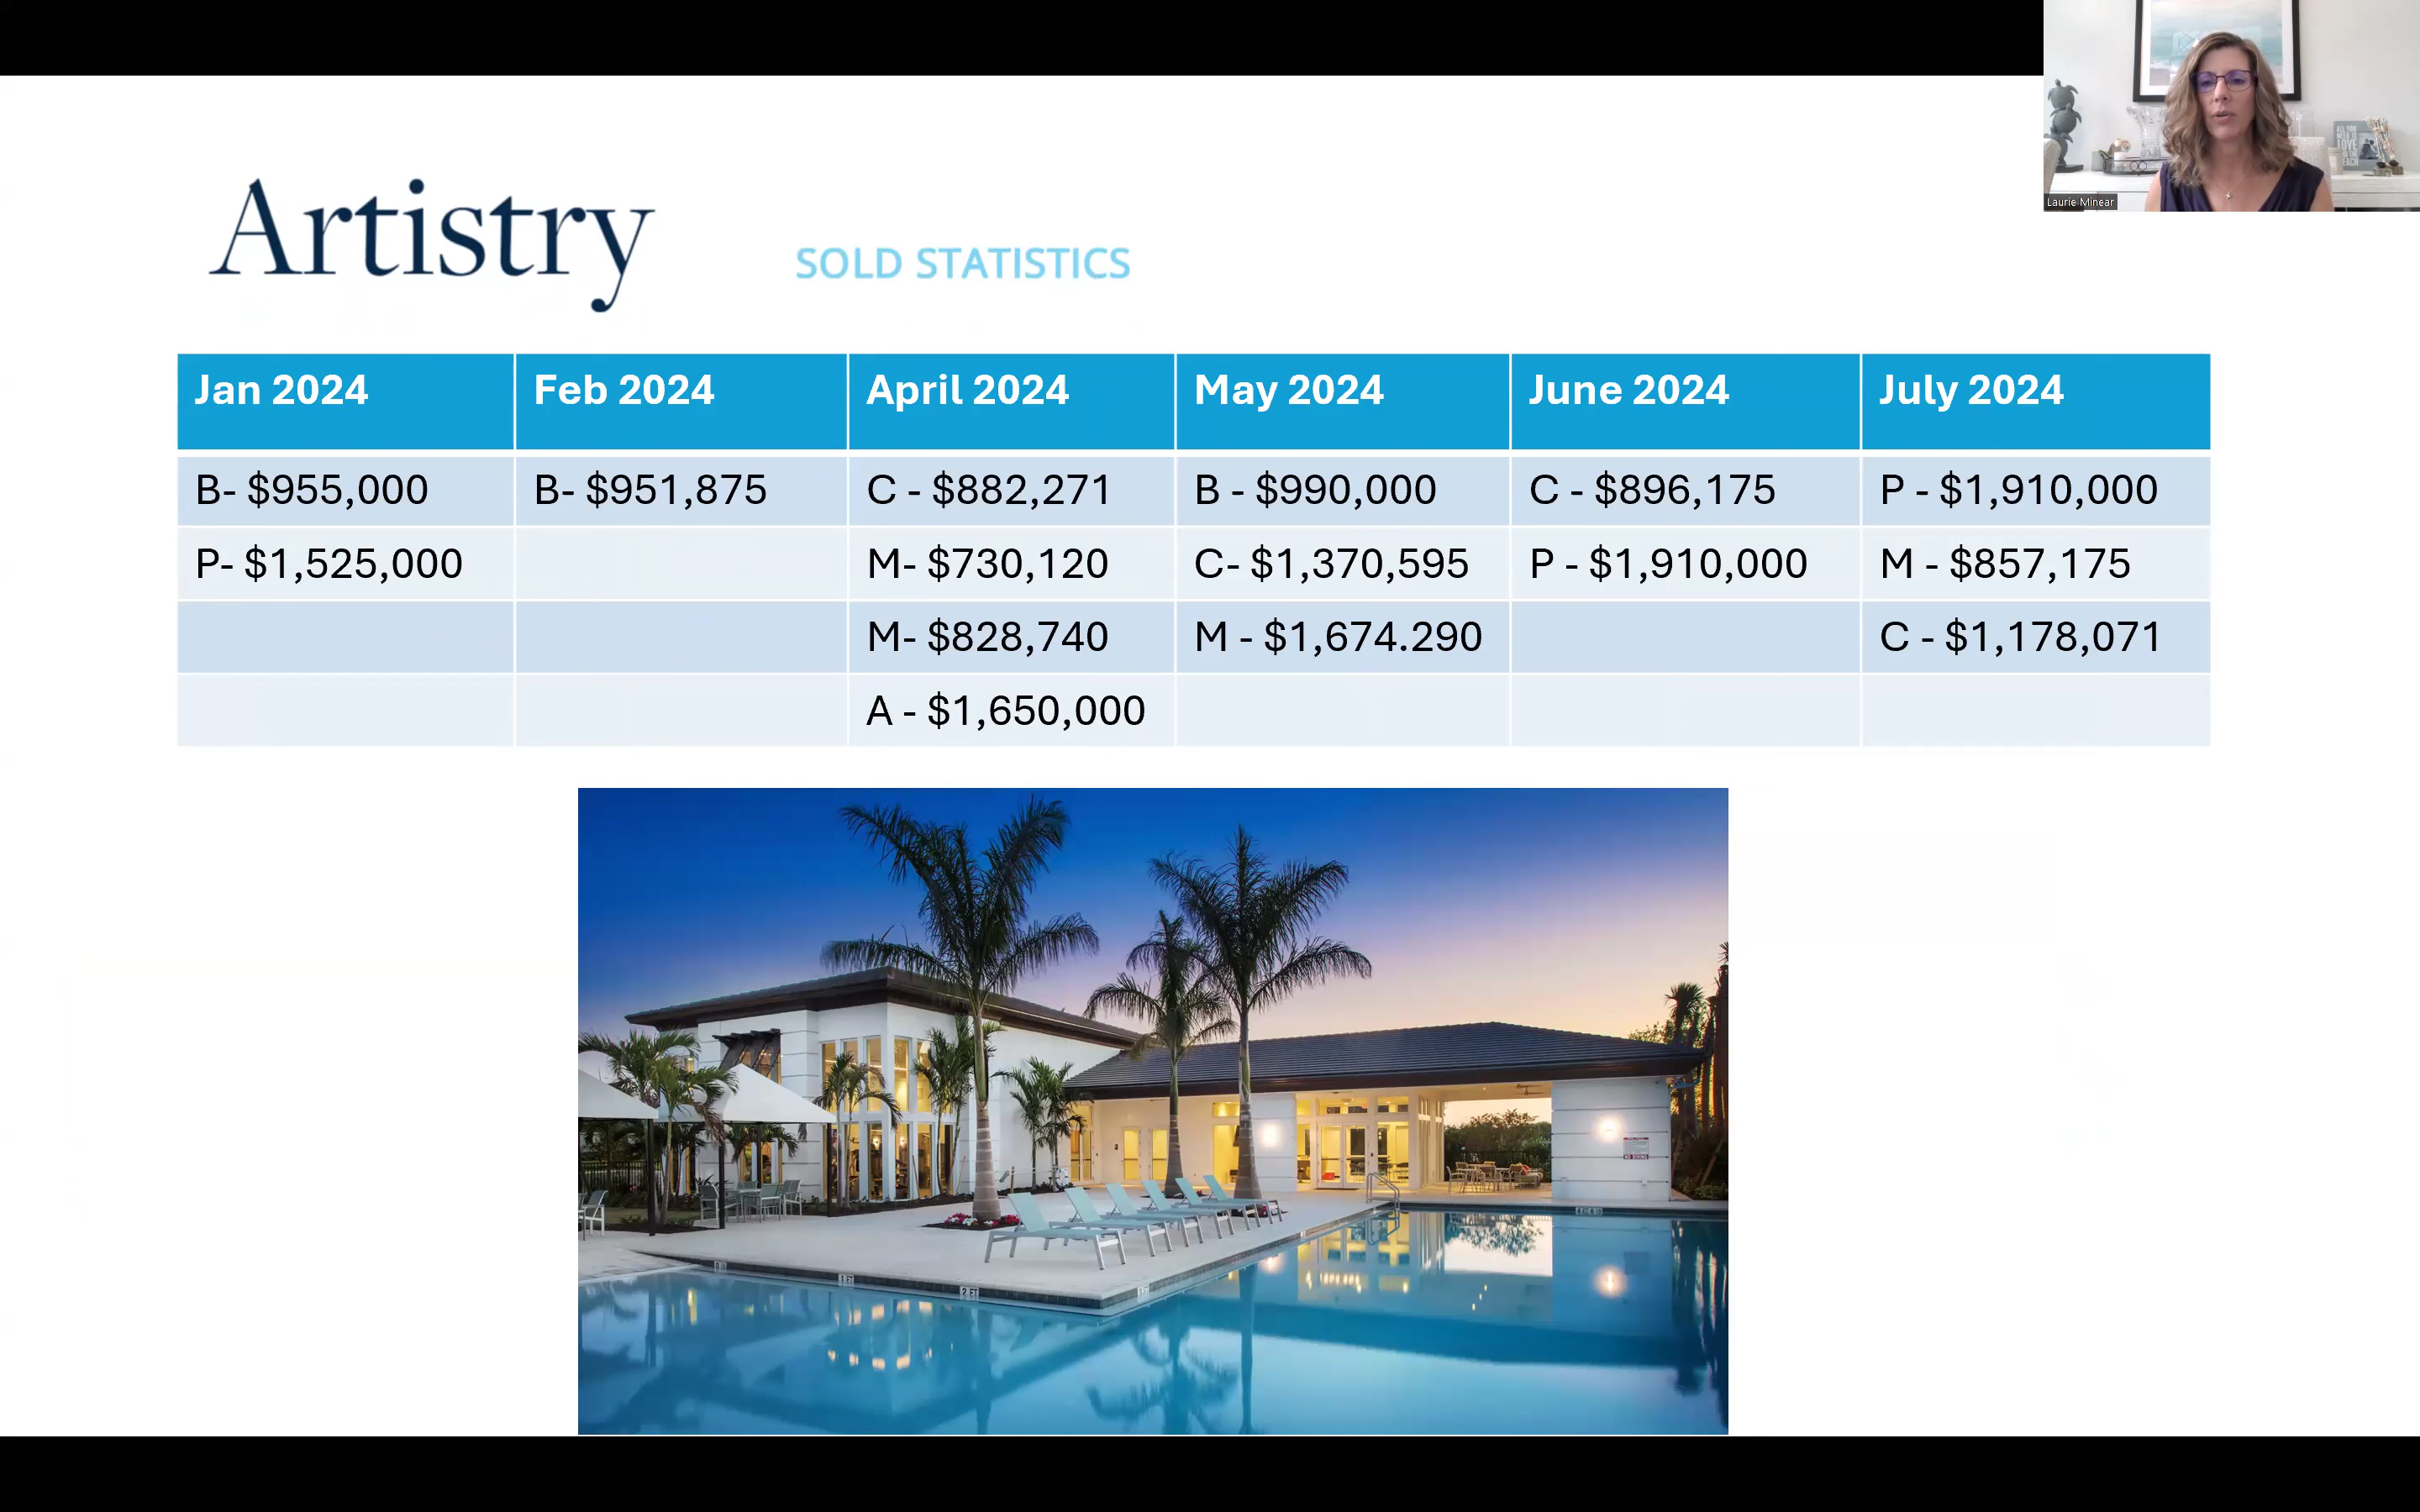 Laurie Minear
Artistry
SOLD STATISTICS
Jan 2024 Feb 2024 April 2024 May 2024 June 2024 July 2024
B- $955,000 B- $951,875 C - $882,271 B - $990,000 C - $896,175 P - $1,910,000
P- $1,525,000 M- $730,120 C- $1,370,595 P - $1,910,000 M - $857,175
M- $828,740 M - $1,674.290 C - $1,178,071
A - $1,650,000
2 FT